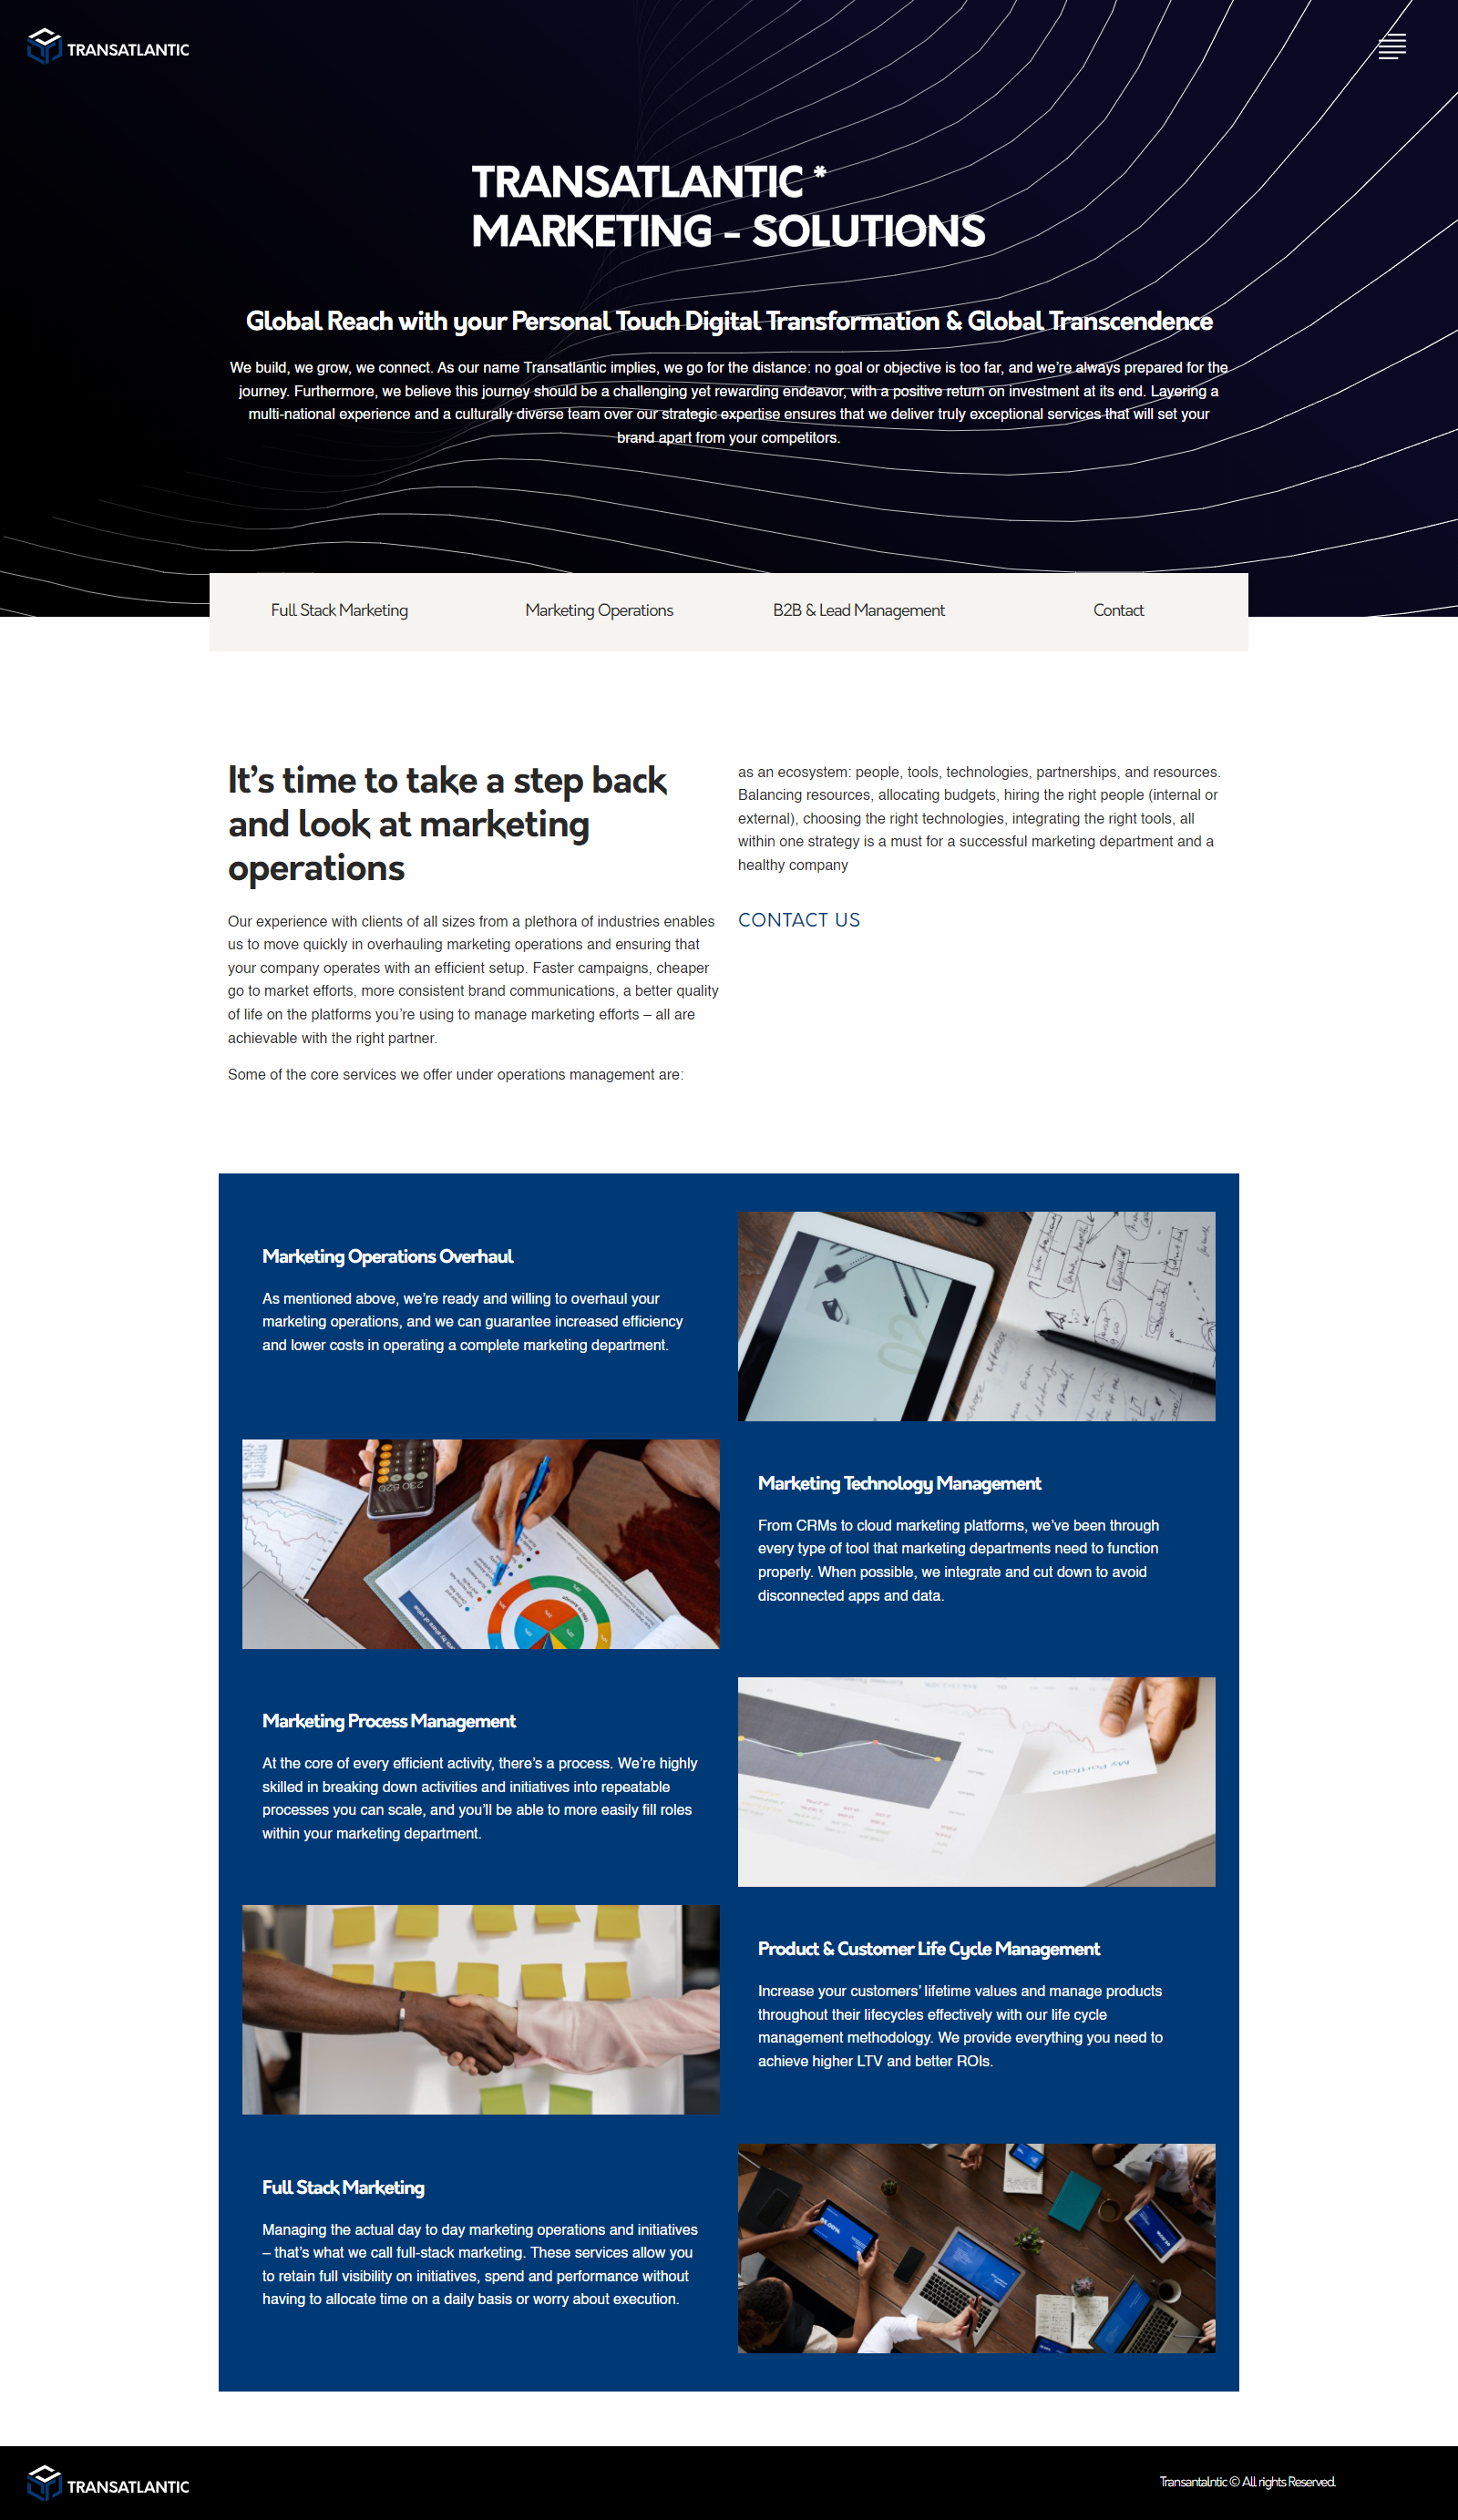 TRANSATLANTIC
TRANSATLANTIC *
MARKETING - SOLUTIONS
Global Reach with your Personal Touch Digital Transformation & Global Transcendence
We build, we grow, we connect. As our name Transatlantic implies, we go for the distance: no goal or objective is too far, and we’re always prepared for the
journey. Furthermore, we believe this journey should be a challenging yet rewarding endeavor, with a positive return on investment at its end. Layering a
multi-national experience and a culturally diverse team over our strategic expertise ensures that we deliver truly exceptional services that will set your
brand apart from your competitors.
Full Stack Marketing
Marketing Operations
B2B & Lead Management
Contact
It’s time to take a step back
and look at marketing
operations
Our experience with clients of all sizes from a plethora of industries enables
us to move quickly in overhauling marketing operations and ensuring that
your company operates with an efficient setup. Faster campaigns, cheaper
go to market efforts, more consistent brand communications, a better quality
of life on the platforms you’re using to manage marketing efforts – all are
achievable with the right partner.
Some of the core services we offer under operations management are:
as an ecosystem: people, tools, technologies, partnerships, and resources.
Balancing resources, allocating budgets, hiring the right people (internal or
external), choosing the right technologies, integrating the right tools, all
within one strategy is a must for a successful marketing department and a
healthy company
CONTACT US
Marketing Operations Overhaul
As mentioned above, we’re ready and willing to overhaul your
marketing operations, and we can guarantee increased efficiency
and lower costs in operating a complete marketing department.
02
Marketing Technology Management
From CRMs to cloud marketing platforms, we’ve been through
every type of tool that marketing departments need to function
properly. When possible, we integrate and cut down to avoid
disconnected apps and data.
Marketing Process Management
At the core of every efficient activity, there’s a process. We’re highly
skilled in breaking down activities and initiatives into repeatable
processes you can scale, and you’ll be able to more easily fill roles
within your marketing department.
My Portfolio
Product & Customer Life Cycle Management
Increase your customers’ lifetime values and manage products
throughout their lifecycles effectively with our life cycle
management methodology. We provide everything you need to
achieve higher LTV and better ROIs.
Full Stack Marketing
Managing the actual day to day marketing operations and initiatives
– that’s what we call full-stack marketing. These services allow you
to retain full visibility on initiatives, spend and performance without
having to allocate time on a daily basis or worry about execution.
TRANSATLANTIC
Transantalntic © All rights Reserved.